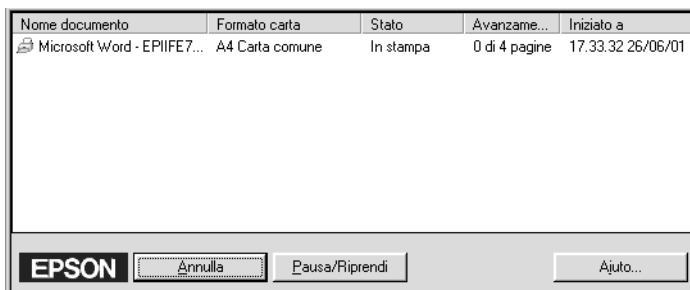 Nome documento Formato carta Stato Avanzame... Iniziato a
Microsoft Word - EPIIFE7... A4 Carta comune In stampa 0 di 4 pagine 17.33.32 26/06/01
EPSON Annulla Pausa/Riprendi Aiuto...